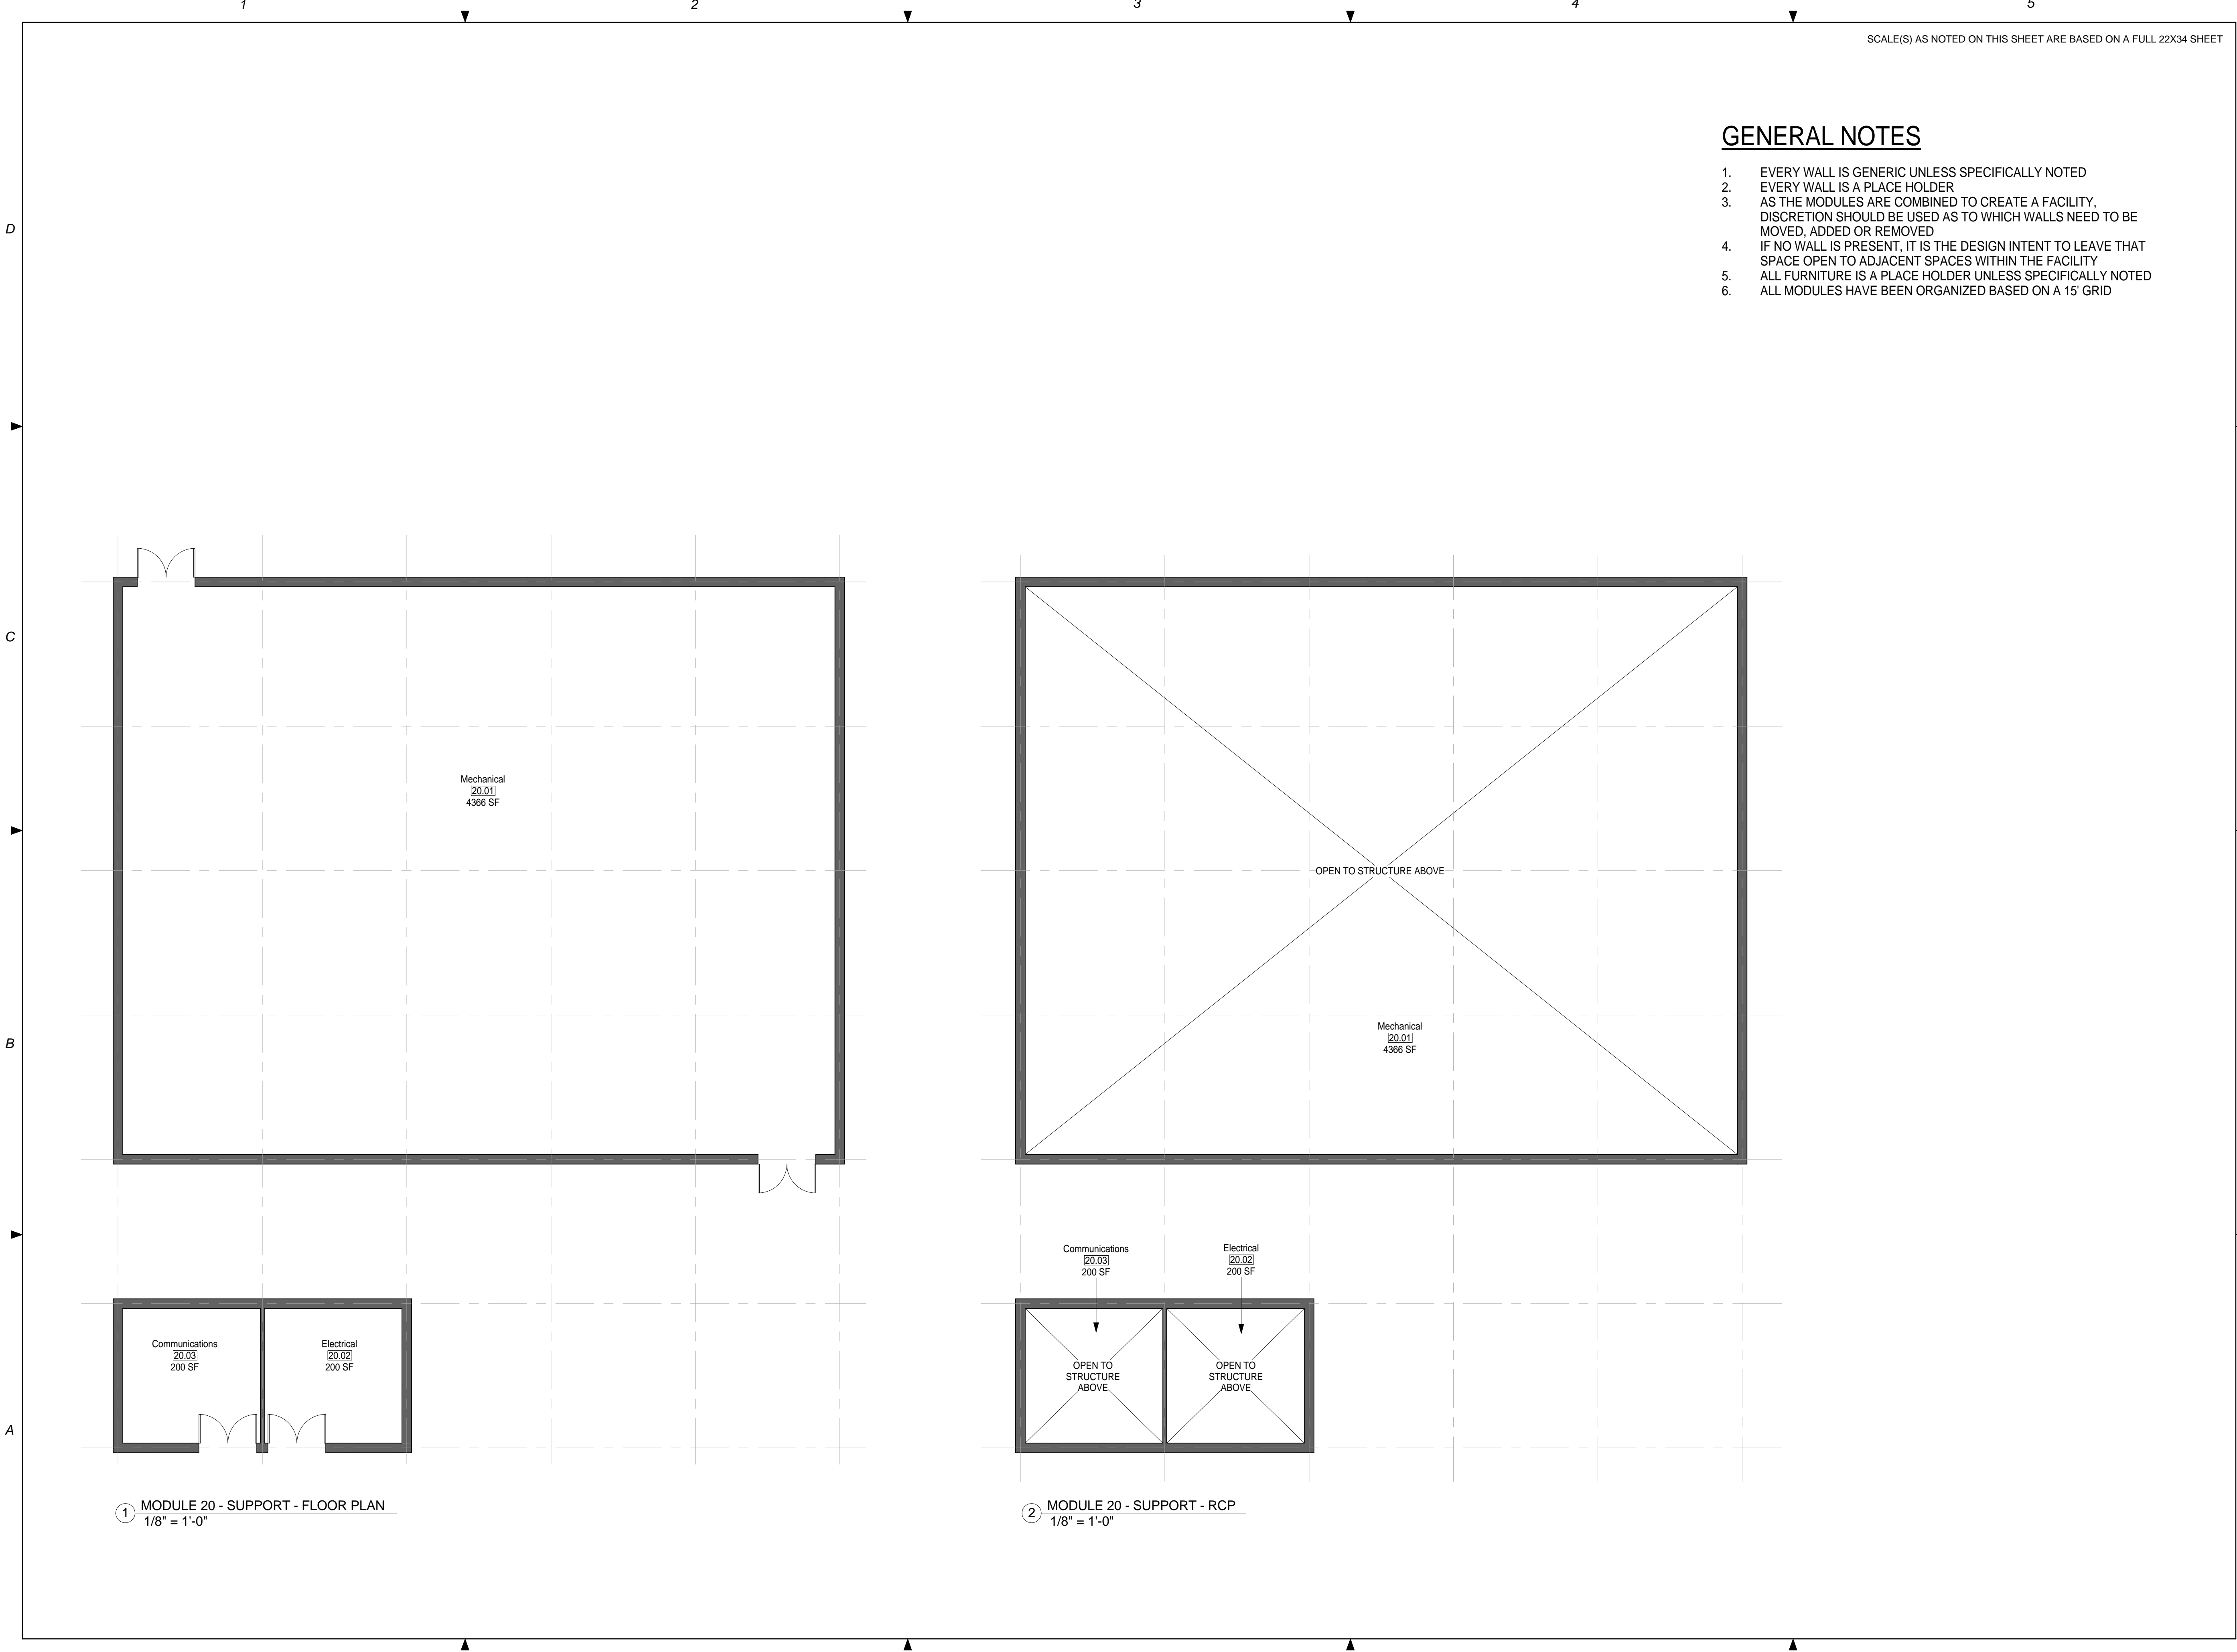 1 2 3 4 5
SCALE(S) AS NOTED ON THIS SHEET ARE BASED ON A FULL 22X34 SHEET
GENERAL NOTES
1. EVERY WALL IS GENERIC UNLESS SPECIFICALLY NOTED
2. EVERY WALL IS A PLACE HOLDER
3. AS THE MODULES ARE COMBINED TO CREATE A FACILITY,
DISCRETION SHOULD BE USED AS TO WHICH WALLS NEED TO BE
MOVED, ADDED OR REMOVED
4. IF NO WALL IS PRESENT, IT IS THE DESIGN INTENT TO LEAVE THAT
SPACE OPEN TO ADJACENT SPACES WITHIN THE FACILITY
5. ALL FURNITURE IS A PLACE HOLDER UNLESS SPECIFICALLY NOTED
6. ALL MODULES HAVE BEEN ORGANIZED BASED ON A 15' GRID
D
C
B
A
Mechanical
20.01
4366 SF
Communications
20.03
200 SF
Electrical
20.02
200 SF
1 MODULE 20 - SUPPORT - FLOOR PLAN
1/8" = 1'-0"
OPEN TO STRUCTURE ABOVE
Mechanical
20.01
4366 SF
Communications
20.03
200 SF
Electrical
20.02
200 SF
OPEN TO
STRUCTURE
ABOVE
OPEN TO
STRUCTURE
ABOVE
2 MODULE 20 - SUPPORT - RCP
1/8" = 1'-0"